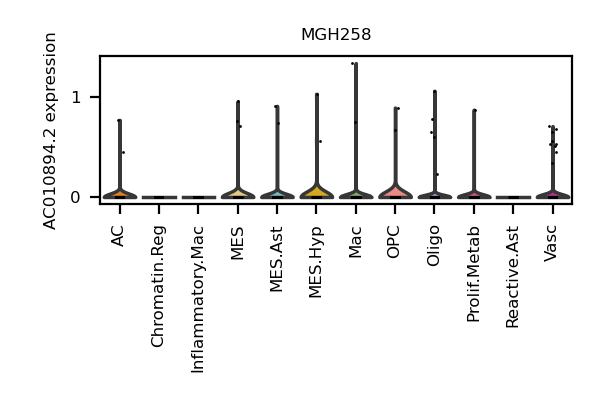 MGH258
AC010894.2 expression
1
0
AC
Chromatin.Reg
Inflammatory.Mac
MES
MES.Ast
MES.Hyp
Mac
OPC
Oligo
Prolif.Metab
Reactive.Ast
Vasc